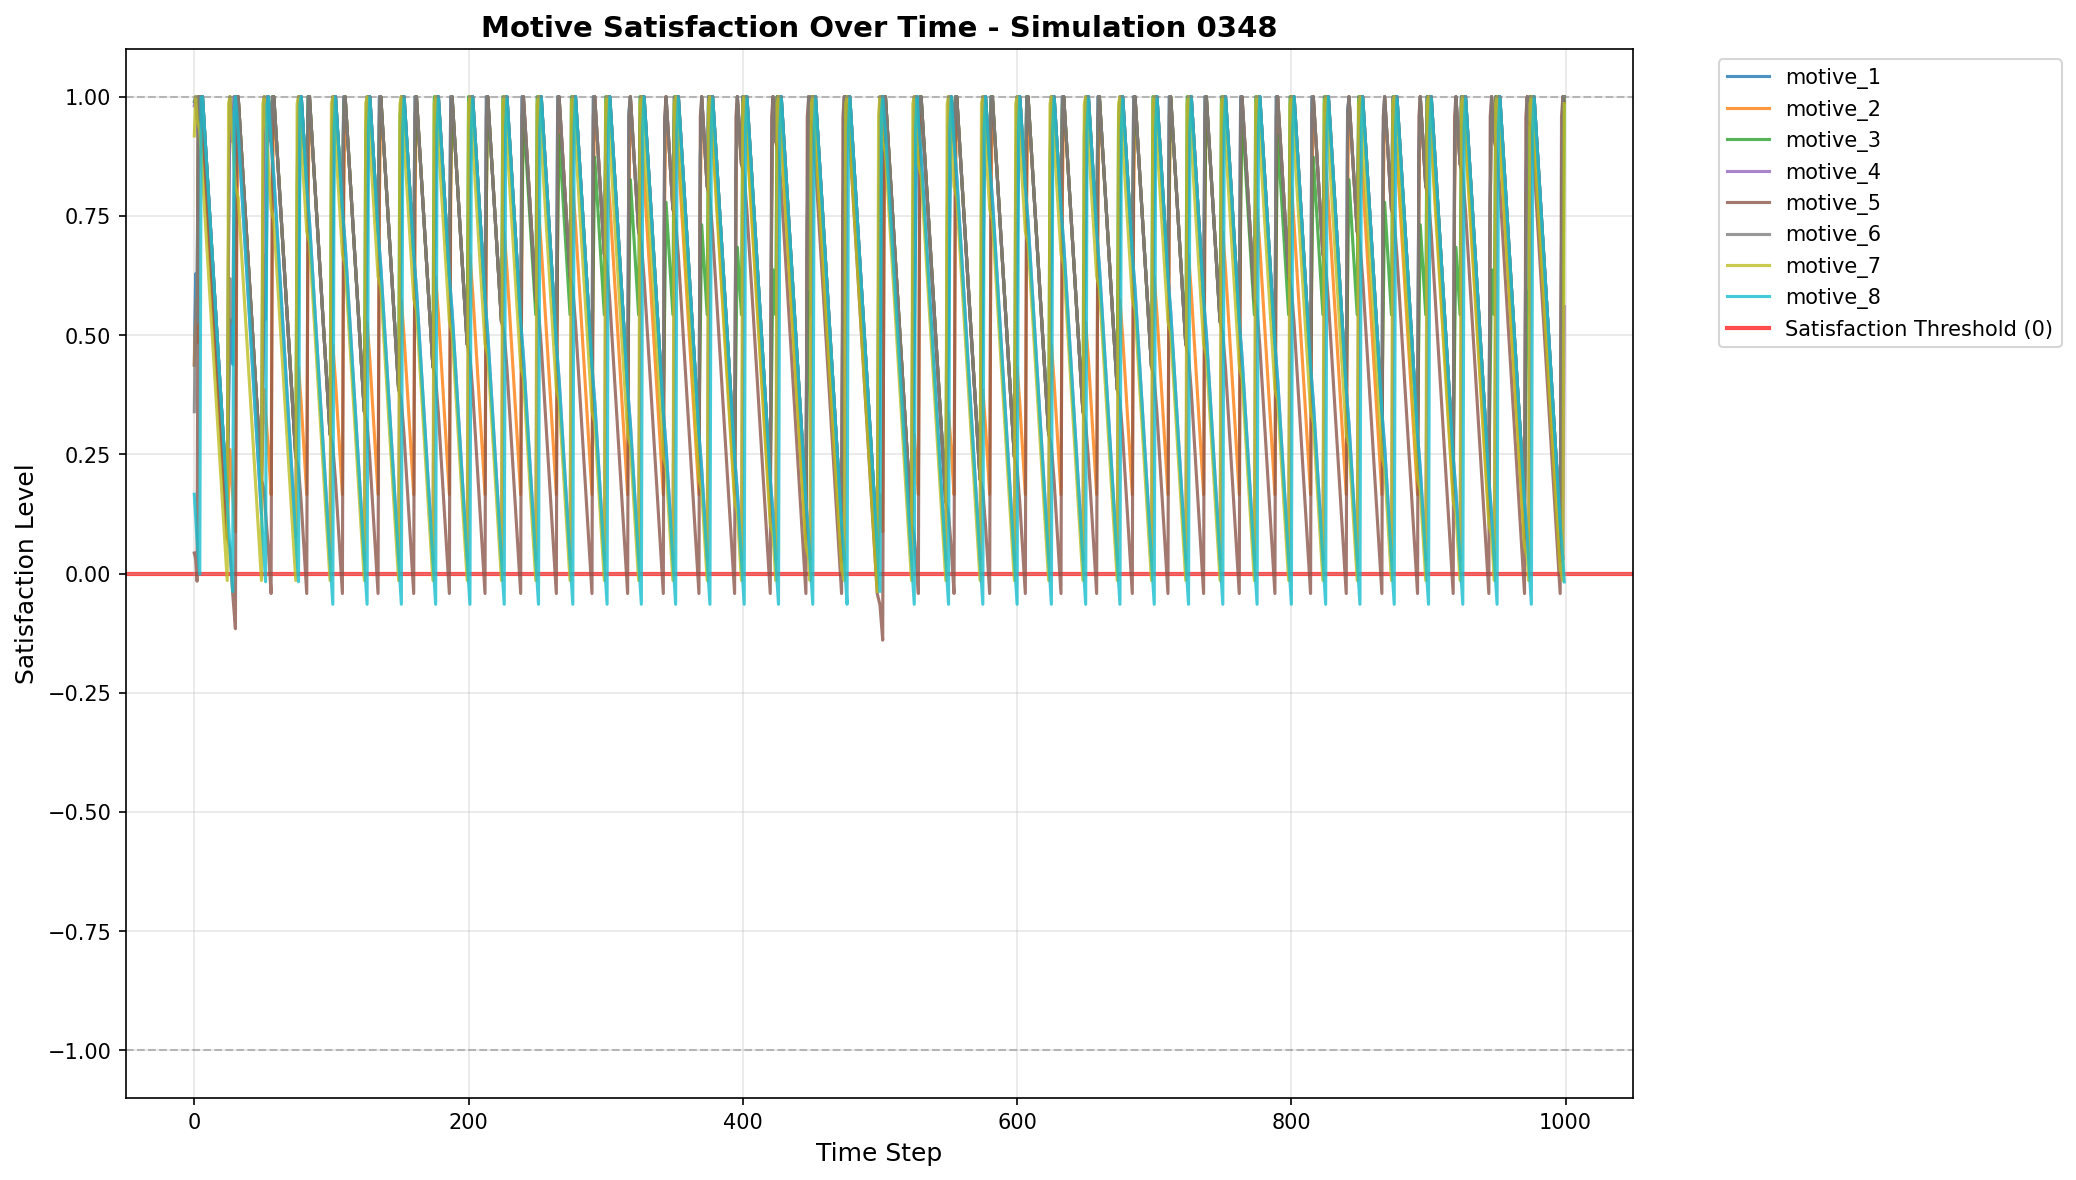 Motive Satisfaction Over Time - Simulation 0348
1.00
0.75
0.50
0.25
0.00
−0.25
−0.50
−0.75
−1.00
Satisfaction Level
0 200 400 600 800 1000
Time Step
motive_1
motive_2
motive_3
motive_4
motive_5
motive_6
motive_7
motive_8
Satisfaction Threshold (0)